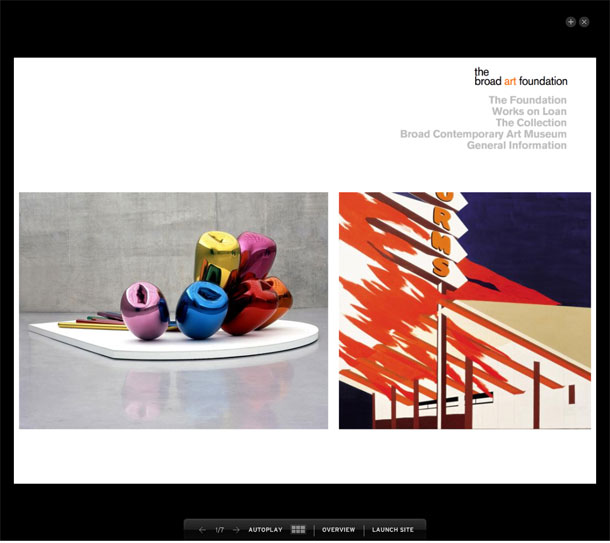 the
broad art foundation
The Foundation
Works on Loan
The Collection
Broad Contemporary Art Museum
General Information
RMS
1/7 AUTOPLAY OVERVIEW LAUNCH SITE